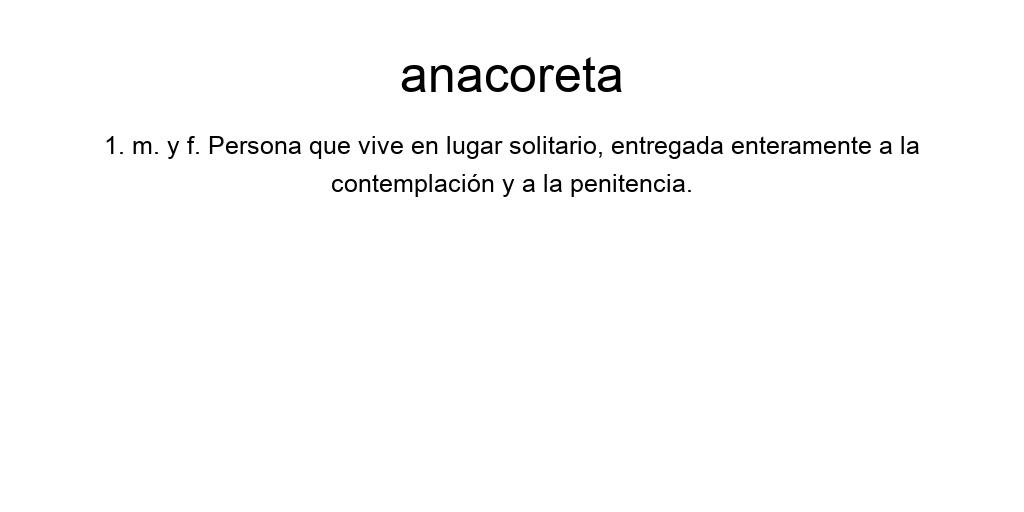 anacoreta
1. m. y f. Persona que vive en lugar solitario, entregada enteramente a la
contemplación y a la penitencia.